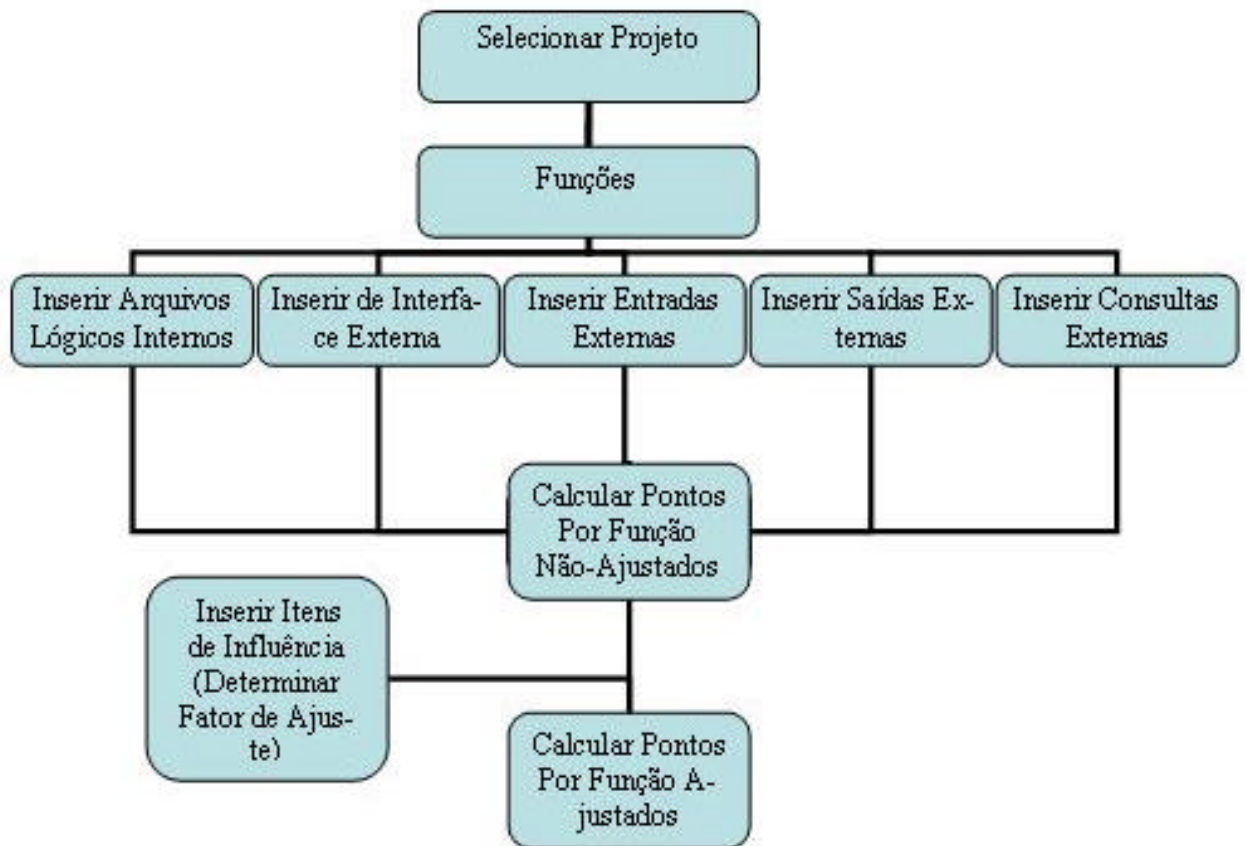 Selecionar Projeto
Funções
Inserir Arquivos
Lógicos Internos
Inserir de Interfa-
ce Externa
Inserir Entradas
Externas
Inserir Saídas Ex-
ternas
Inserir Consultas
Externas
Calcular Pontos
Por Função
Não-Ajustados
Inserir Itens
de Influência
(Determinar
Fator de Ajus-
te)
Calcular Pontos
Por Função A-
justados